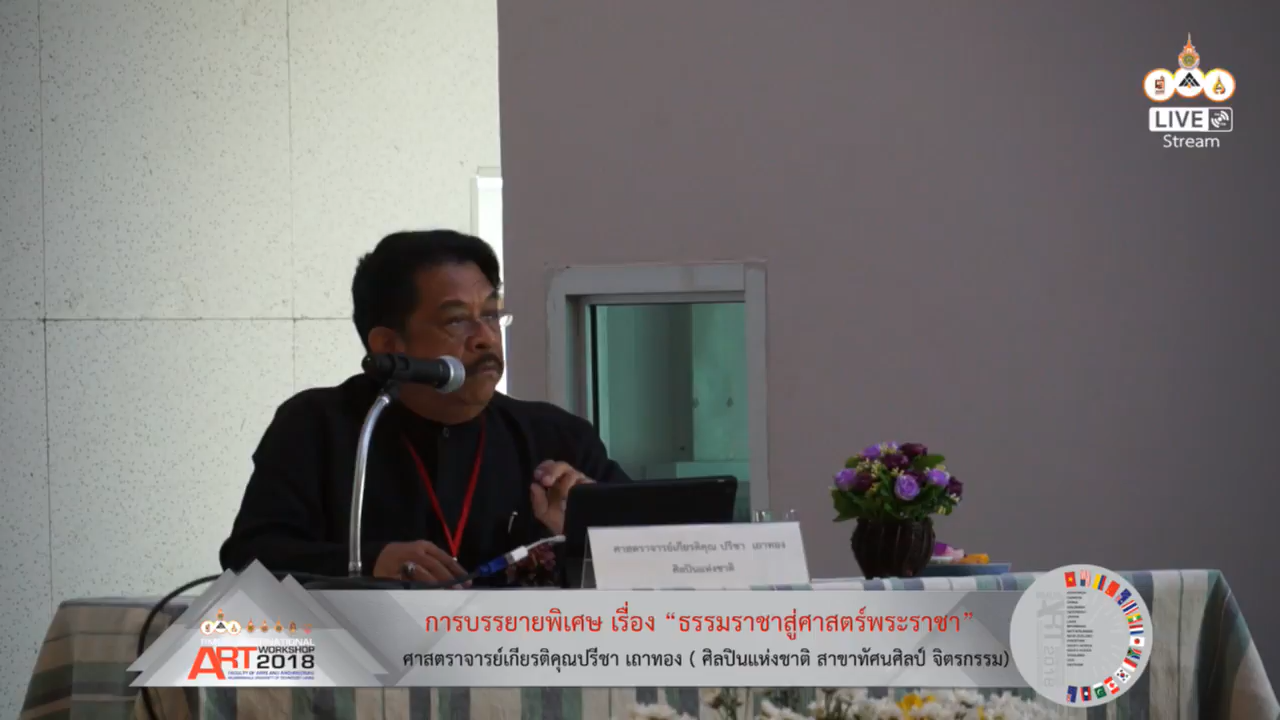 LIVE
Stream
ศาสตราจารย์เกียรติคุณ ปรีชา เถาทอง
ศิลปินแห่งชาติ
การบรรยายพิเศษ เรื่อง “ธรรมราชาสู่ศาสตร์พระราชา”
ศาสตราจารย์เกียรติคุณปรีชา เถาทอง ( ศิลปินแห่งชาติ สาขาทัศนศิลป์ จิตรกรรม)
ART WORKSHOP
2018